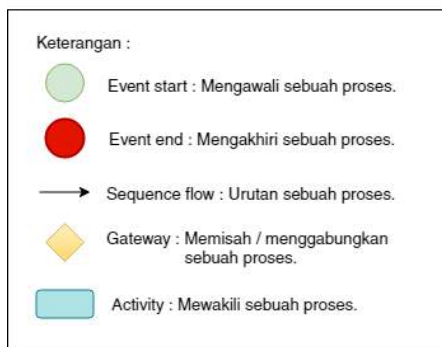 Keterangan :
Event start : Mengawali sebuah proses.
Event end : Mengakhiri sebuah proses.
Sequence flow : Urutan sebuah proses.
Gateway : Memisah / menggabungkan
sebuah proses.
Activity : Mewakili sebuah proses.